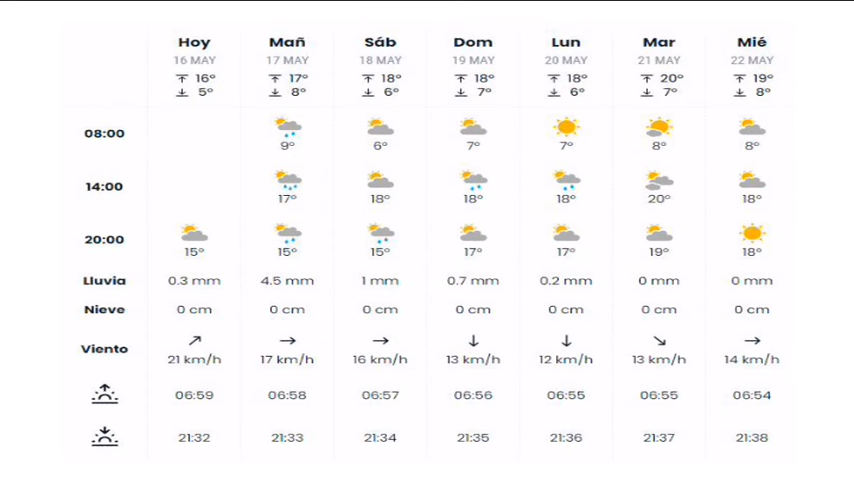 Hoy Mañ Sáb Dom Lun Mar Mié
16 MAY 17 MAY 18 MAY 19 MAY 20 MAY 21 MAY 22 MAY
16° 17° 18° 18° 18° 20° 19°
5° 8° 6° 7° 6° 7° 8°
08:00
9° 6° 7° 7° 8° 8°
14:00
17° 18° 18° 18° 20° 18°
20:00
15° 15° 15° 17° 17° 19° 18°
Lluvia 0.3 mm 4.5 mm 1 mm 0.7 mm 0.2 mm 0 mm 0 mm
Nieve 0 cm 0 cm 0 cm 0 cm 0 cm 0 cm 0 cm
Viento
21 km/h 17 km/h 16 km/h 13 km/h 12 km/h 13 km/h 14 km/h
06:59 06:58 06:57 06:56 06:55 06:55 06:54
21:32 21:33 21:34 21:35 21:36 21:37 21:38